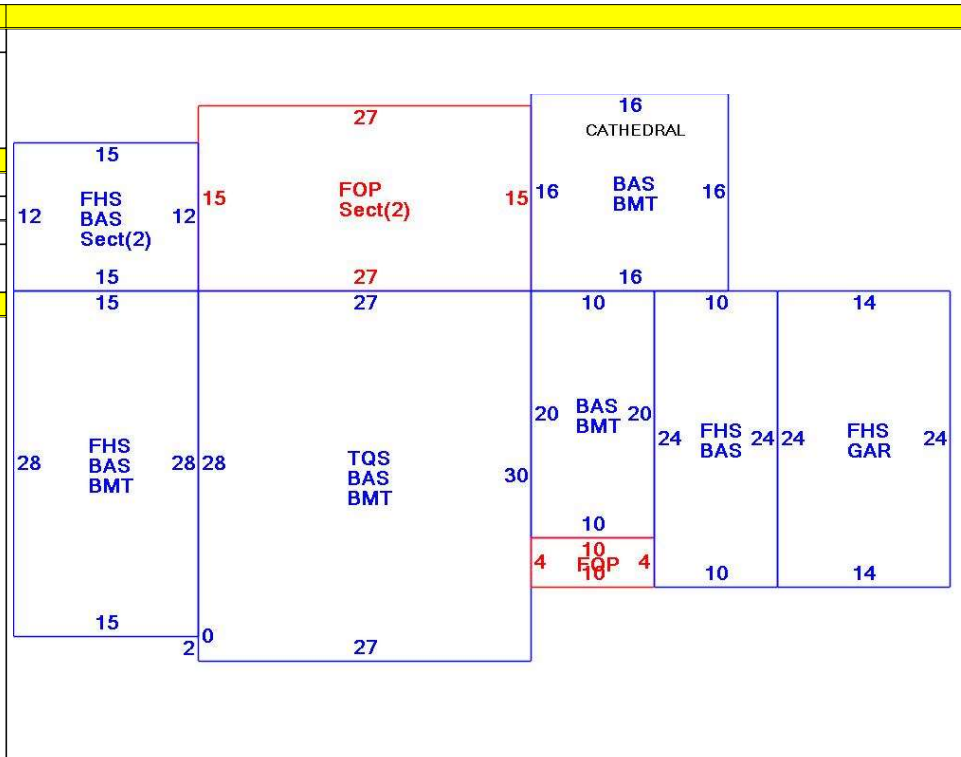 16
CATHEDRAL
16
BAS
BMT
16
16
27
15
FOP
Sect(2)
15
27
15
12
FHS
BAS
Sect(2)
12
15
15
28
FHS
BAS
BMT
28
15
2
0
27
28
TQS
BAS
BMT
30
27
10
20
BAS
BMT
20
10
10
4
FOP
4
10
10
24
FHS
BAS
24
10
14
24
FHS
GAR
24
14